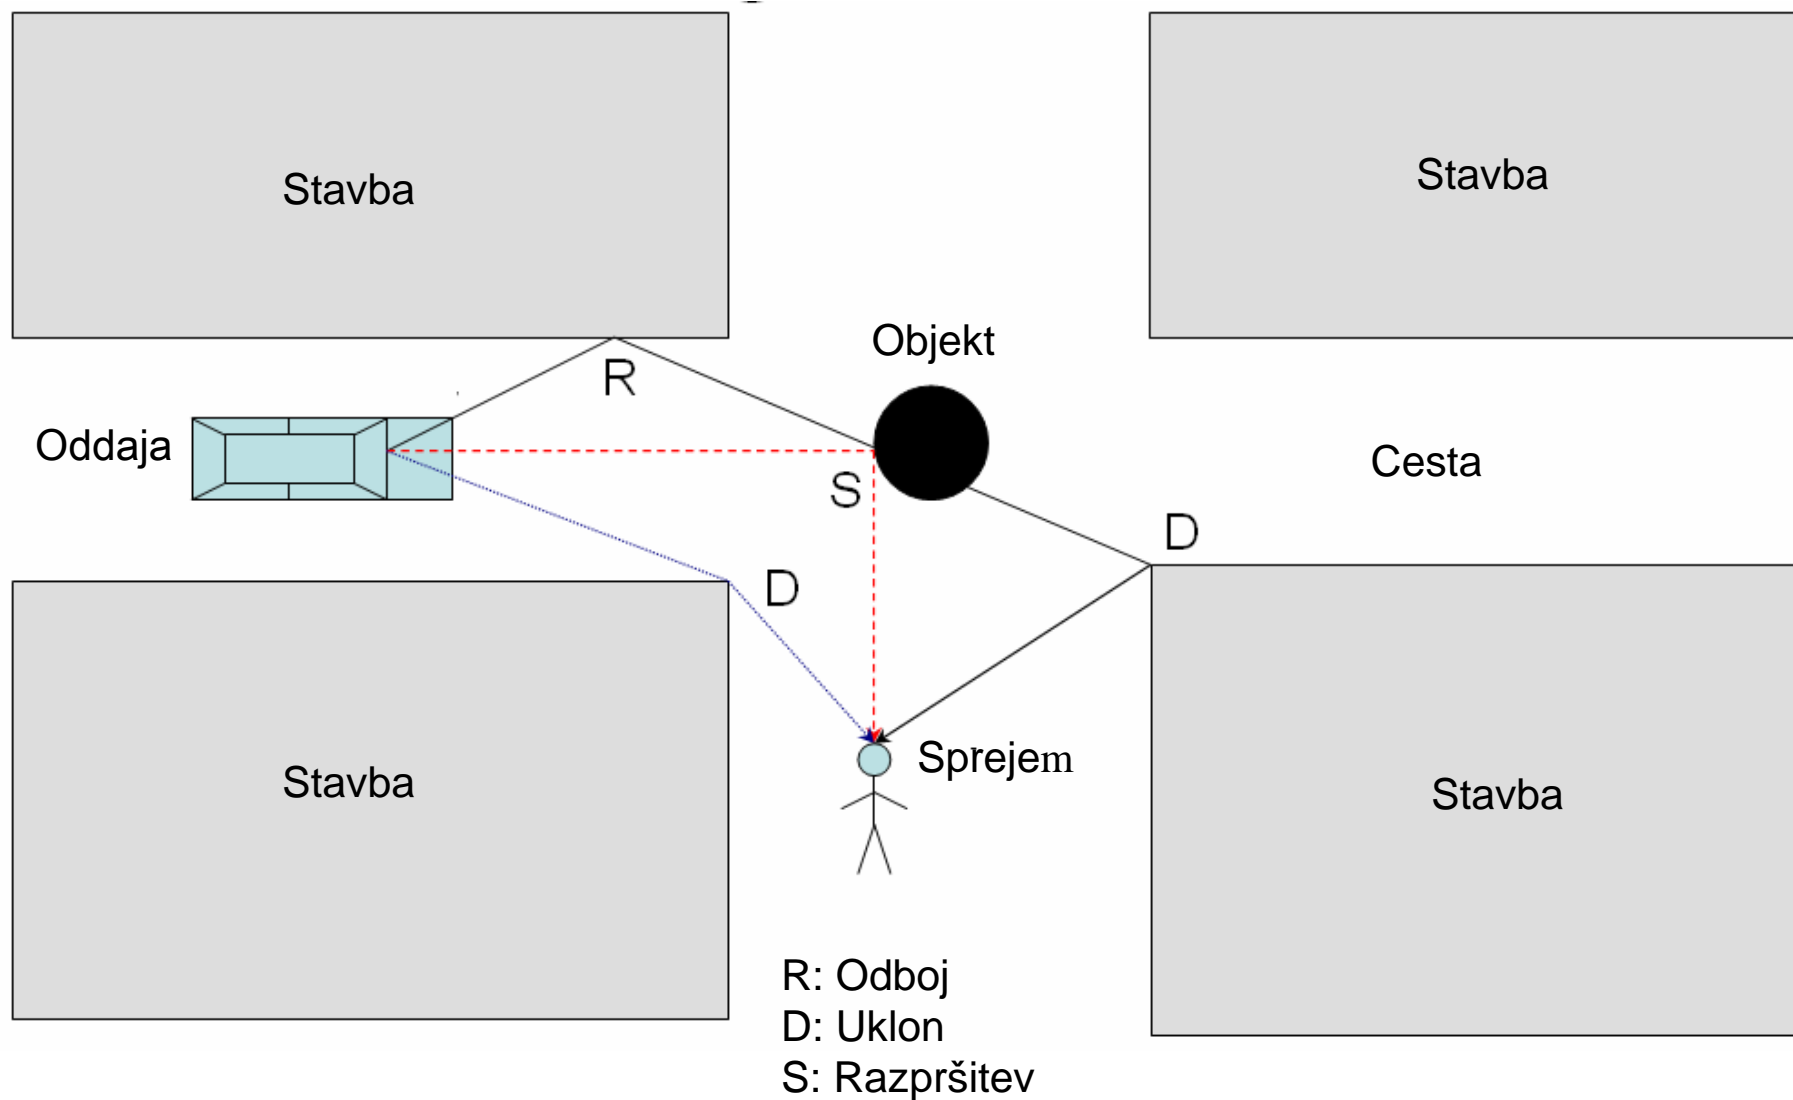 Stavba
Stavba
Objekt
R
Oddaja
Cesta
S
D
D
Sprejem
Stavba
Stavba
R: Odboj
D: Uklon
S: Razpršitev